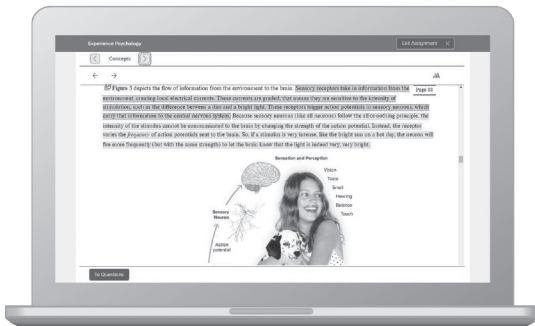 Experience Psychology
Exit Assignment X
< Concepts >
← → AA
Figure 3 depicts the flow of information from the environment to the brain. Sensory receptors take in information from the
Page 83
environment, creating local electrical currents. These currents are graded; that means they are sensitive to the intensity of
stimulation, such as the difference between a dim and a bright light. These receptors trigger action potentials in sensory neurons, which
carry that information to the central nervous system. Because sensory neurons (like all neurons) follow the all-or-nothing principle, the
intensity of the stimulus cannot be communicated to the brain by changing the strength of the action potential. Instead, the receptor
varies the frequency of action potentials sent to the brain. So, if a stimulus is very intense, like the bright sun on a hot day, the neuron will
fire more frequently (but with the same strength) to let the brain know that the light is indeed very, very bright.
Sensation and Perception
Vision
Taste
Smell
Hearing
Balance
Touch
Sensory
Neuron
Action
potential
To Questions